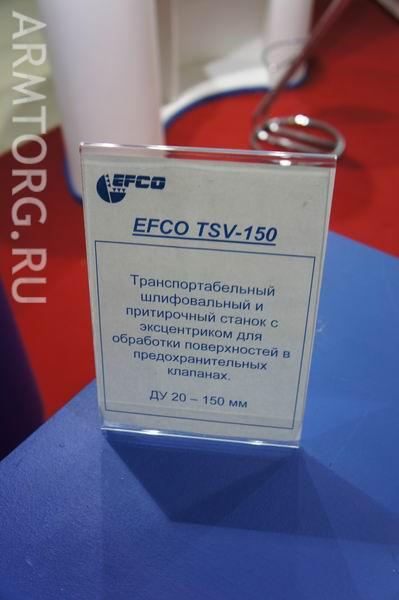 ARMTORG.RU
EFCO
EFCO TSV-150
Транспортабельный
шлифовальный и
притирочный станок с
эксцентриком для
обработки поверхностей в
предохранительных
клапанах.
ДУ 20 – 150 мм